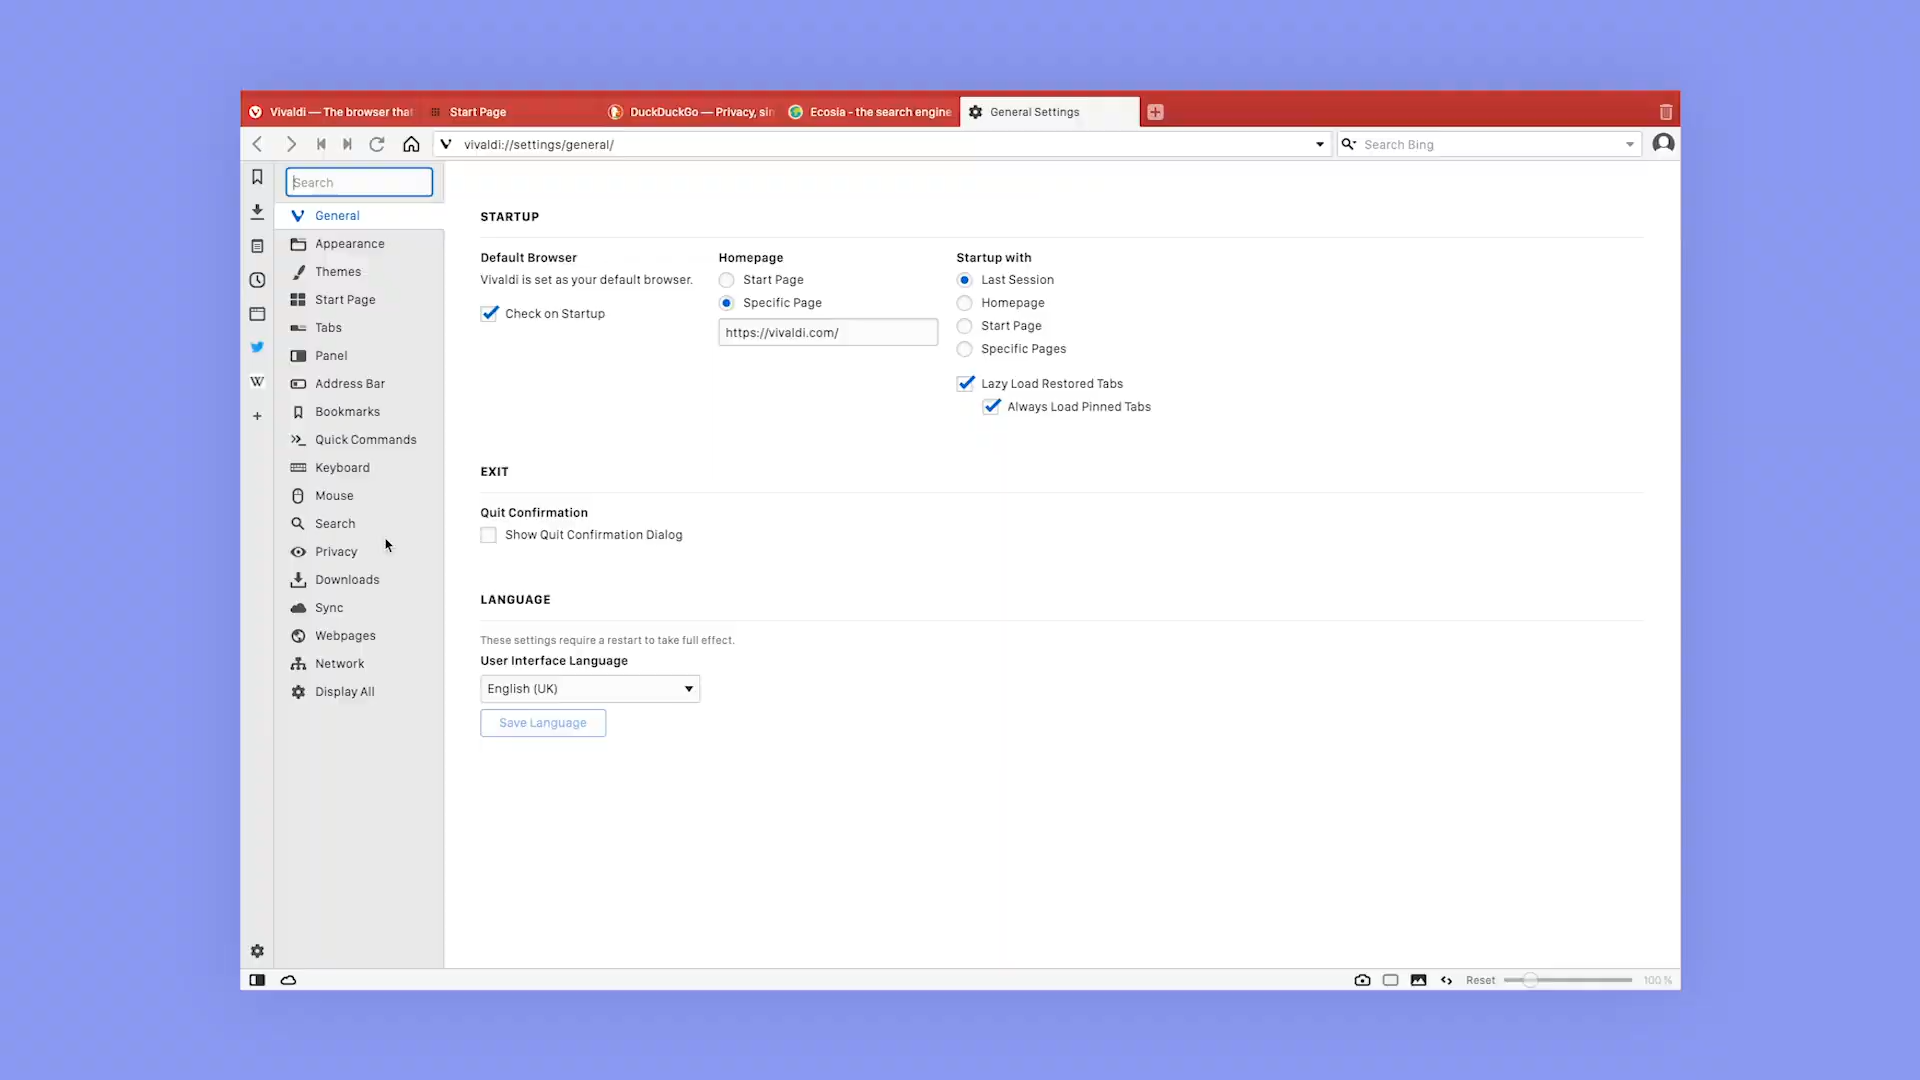 Vivaldi — The browser that
Start Page
DuckDuckGo — Privacy, sin
Ecosia - the search engine
General Settings
vivaldi://settings/general/
Search Bing
Search
General
Appearance
Themes
Start Page
Tabs
Panel
Address Bar
Bookmarks
Quick Commands
Keyboard
Mouse
Search
Privacy
Downloads
Sync
Webpages
Network
Display All
W
STARTUP
Default Browser
Vivaldi is set as your default browser.
Check on Startup
Homepage
Start Page
Specific Page
https://vivaldi.com/
Startup with
Last Session
Homepage
Start Page
Specific Pages
Lazy Load Restored Tabs
Always Load Pinned Tabs
EXIT
Quit Confirmation
Show Quit Confirmation Dialog
LANGUAGE
These settings require a restart to take full effect.
User Interface Language
English (UK)
Save Language
Reset
100 %